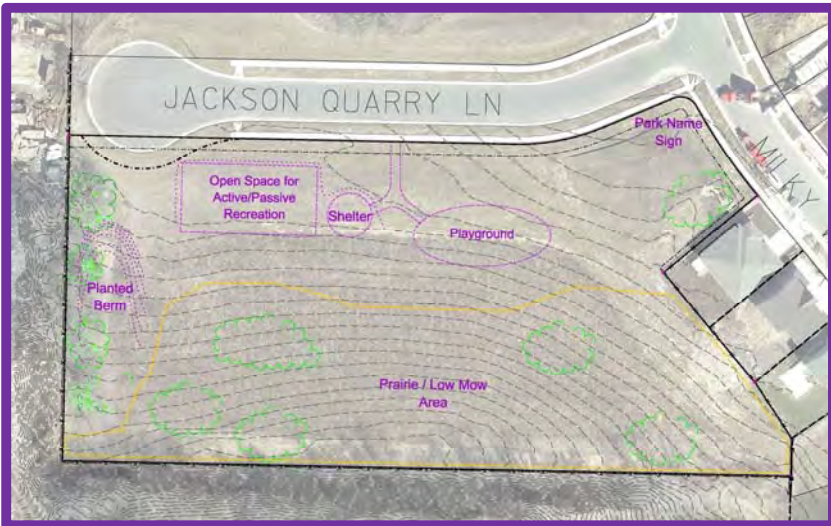 JACKSON QUARRY LN
Park Name
Sign
MILKY
Open Space for
Active/Passive
Recreation
Shelter
Playground
Planted
Berm
Prairie / Low Mow
Area